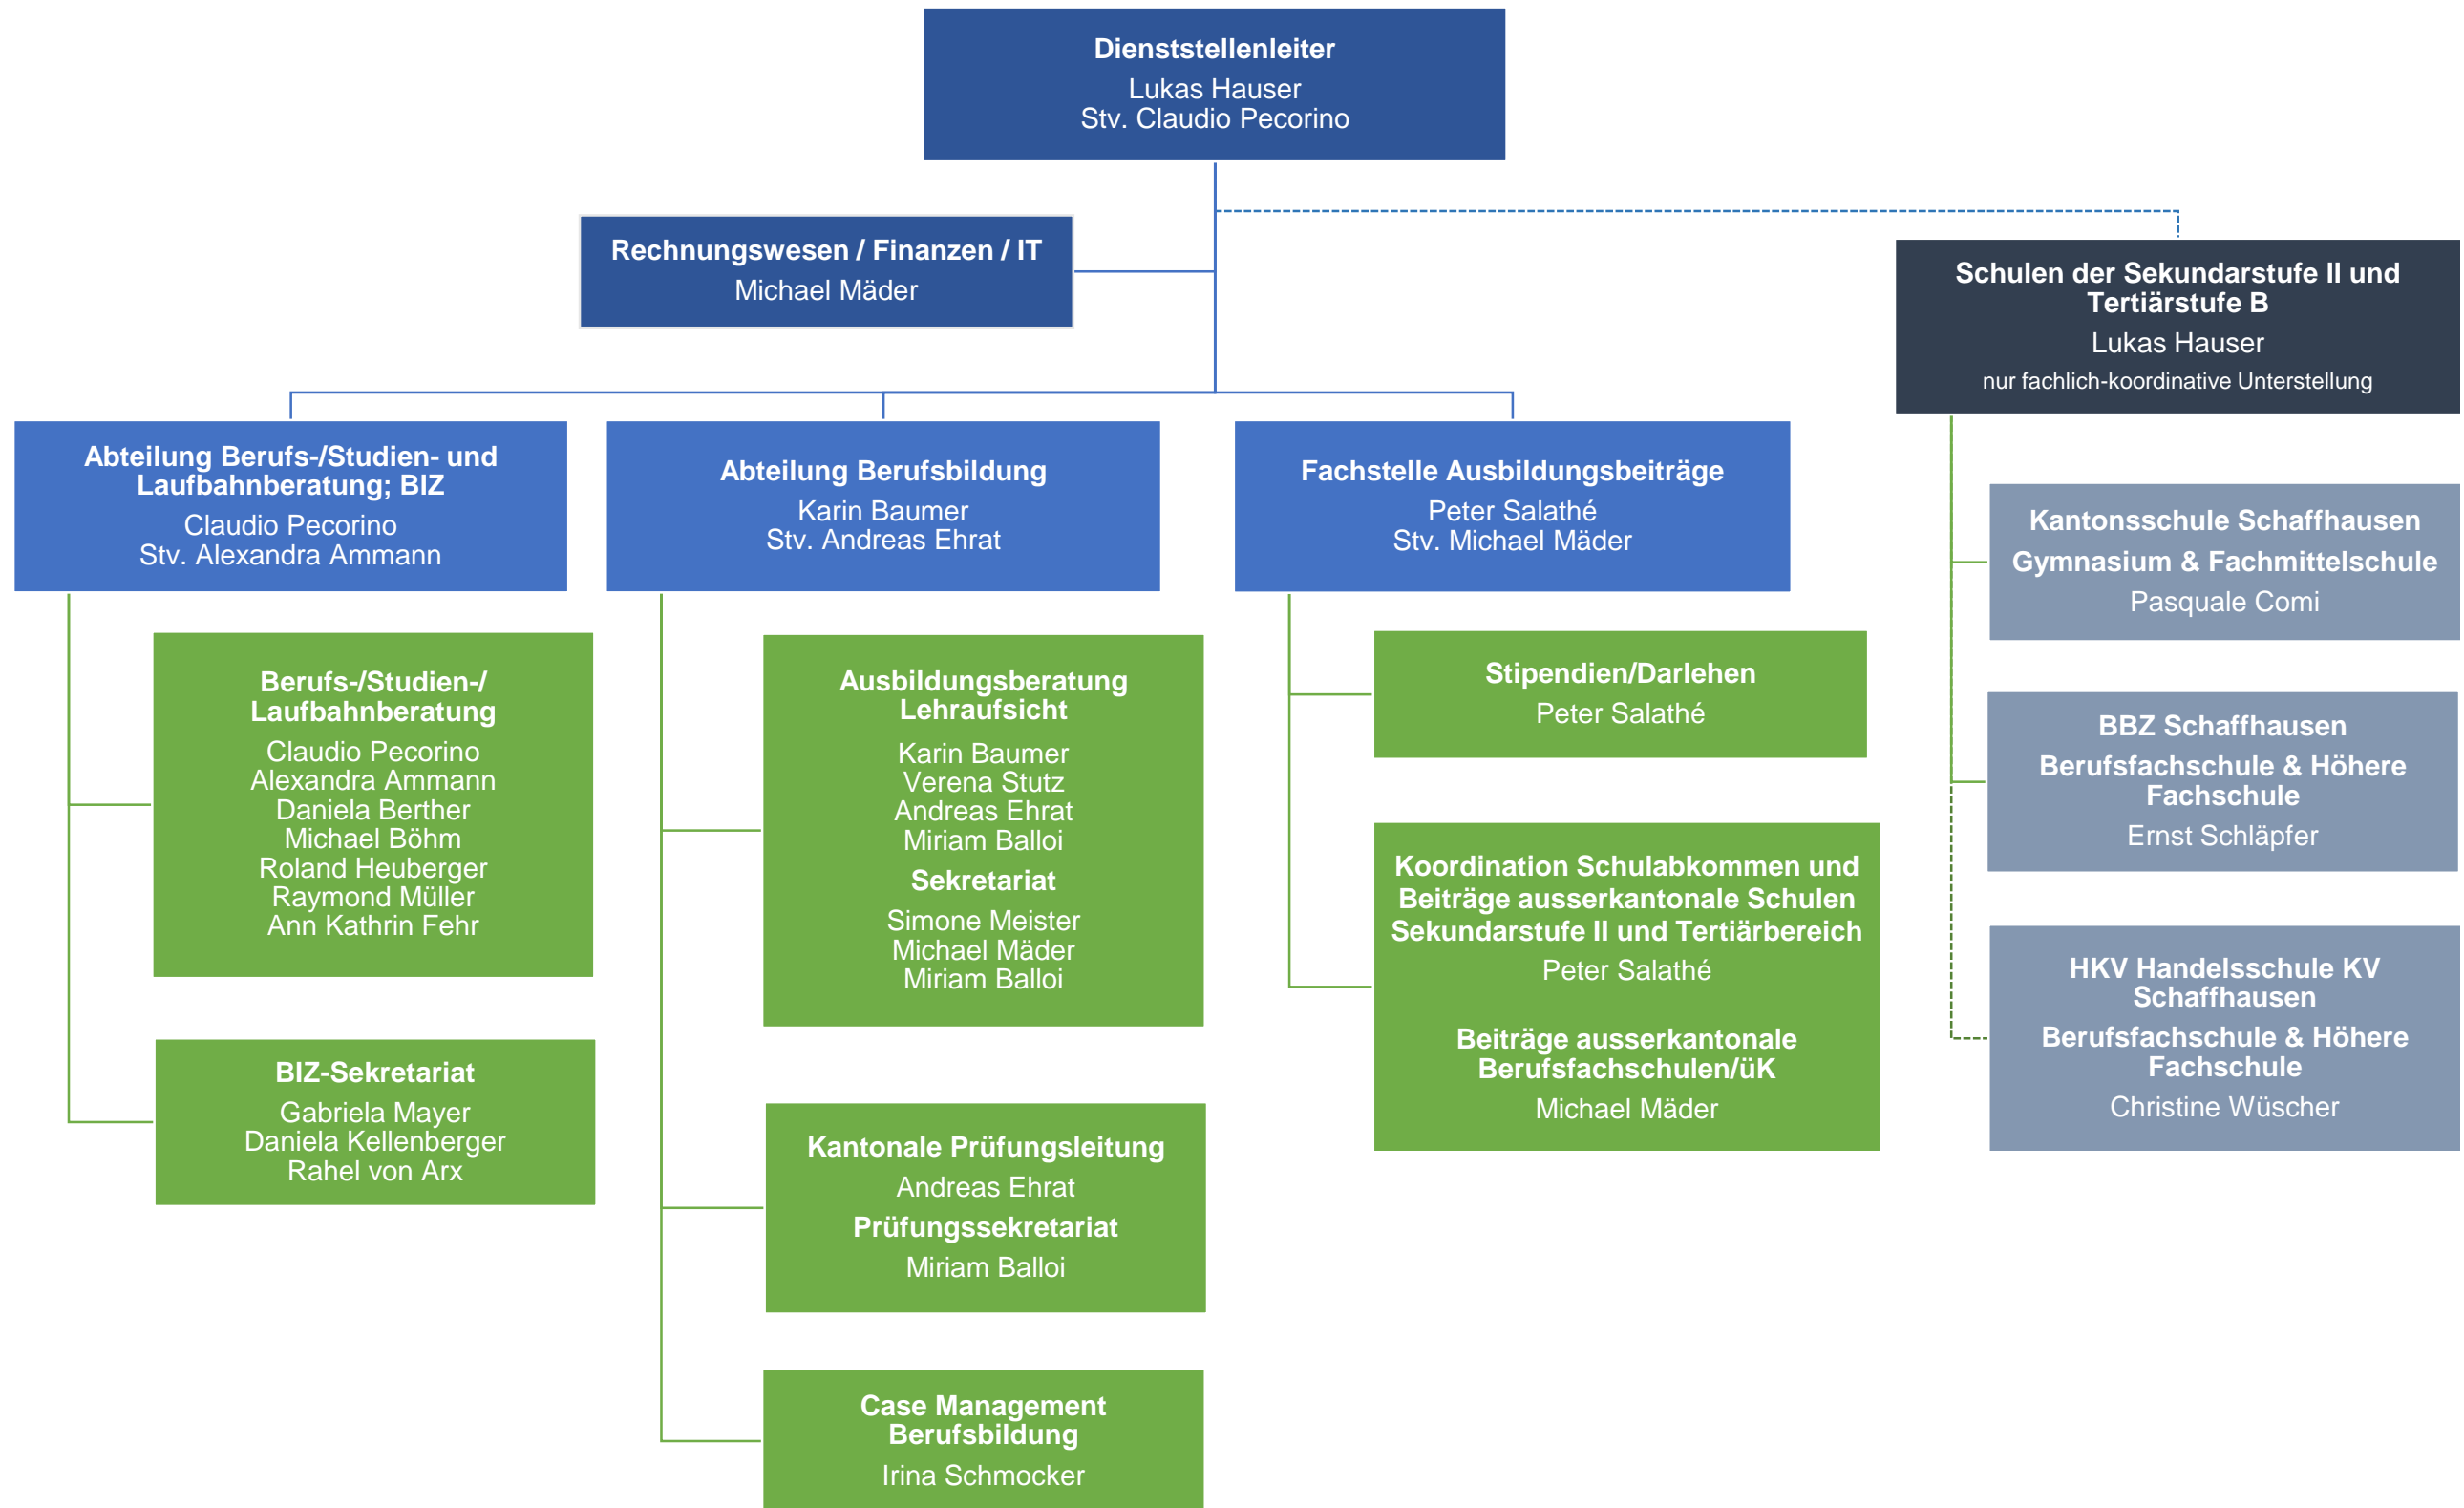 Dienststellenleiter
Lukas Hauser
Stv. Claudio Pecorino
Rechnungswesen / Finanzen / IT
Michael Mäder
Schulen der Sekundarstufe II und
Tertiärstufe B
Lukas Hauser
nur fachlich-koordinative Unterstellung
Abteilung Berufs-/Studien- und
Laufbahnberatung; BIZ
Claudio Pecorino
Stv. Alexandra Ammann
Berufs-/Studien-/
Laufbahnberatung
Claudio Pecorino
Alexandra Ammann
Daniela Berther
Michael Böhm
Roland Heuberger
Raymond Müller
Ann Kathrin Fehr
BIZ-Sekretariat
Gabriela Mayer
Daniela Kellenberger
Rahel von Arx
Abteilung Berufsbildung
Karin Baumer
Stv. Andreas Ehrat
Ausbildungsberatung
Lehraufsicht
Karin Baumer
Verena Stutz
Andreas Ehrat
Miriam Balloi
Sekretariat
Simone Meister
Michael Mäder
Miriam Balloi
Kantonale Prüfungsleitung
Andreas Ehrat
Prüfungssekretariat
Miriam Balloi
Case Management
Berufsbildung
Irina Schmocker
Fachstelle Ausbildungsbeiträge
Peter Salathé
Stv. Michael Mäder
Stipendien/Darlehen
Peter Salathé
Koordination Schulabkommen und
Beiträge ausserkantonale Schulen
Sekundarstufe II und Tertiärbereich
Peter Salathé
Beiträge ausserkantonale
Berufsfachschulen/üK
Michael Mäder
Kantonsschule Schaffhausen
Gymnasium & Fachmittelschule
Pasquale Comi
BBZ Schaffhausen
Berufsfachschule & Höhere
Fachschule
Ernst Schläpfer
HKV Handelsschule KV
Schaffhausen
Berufsfachschule & Höhere
Fachschule
Christine Wüscher